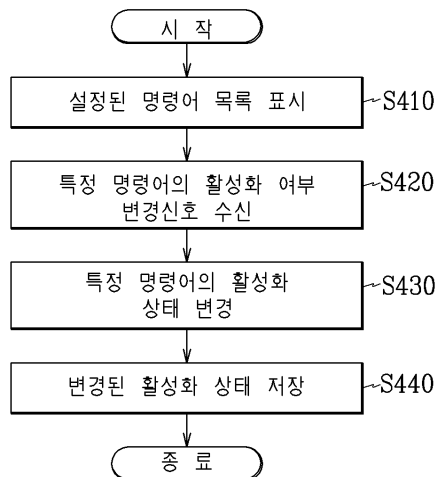 시 작
설정된 명령어 목록 표시
S410
특정 명령어의 활성화 여부
변경신호 수신
S420
특정 명령어의 활성화
상태 변경
S430
변경된 활성화 상태 저장
S440
종 료